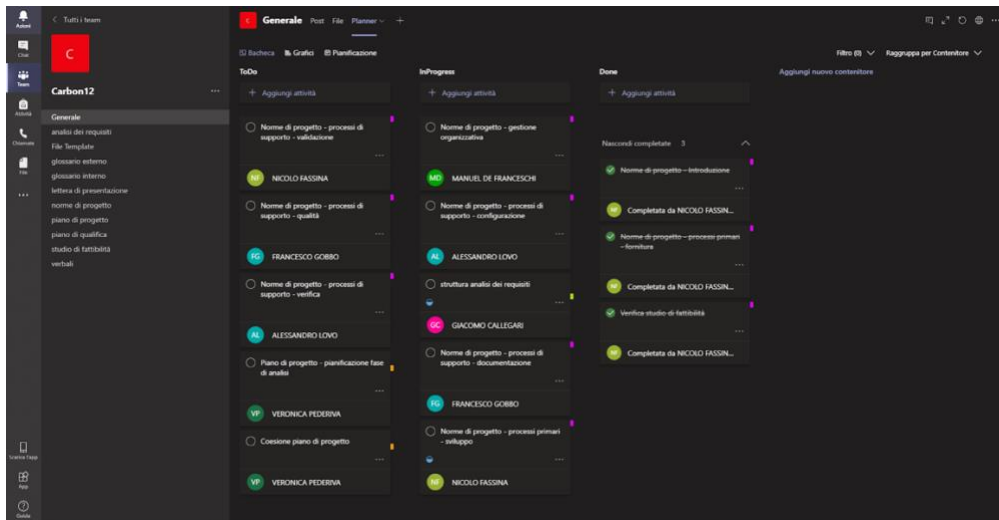 Azioni
Chat
Team
Attività
Chiamate
File
Scarica l'app
App
Guida
Tutti i team
C
Carbon12
Generale
analisi dei requisiti
File Template
glossario esterno
glossario interno
lettera di presentazione
norme di progetto
piano di progetto
piano di qualifica
studio di fattibilità
verbali
C
Generale Post File Planner
Bacheca Grafici Pianificazione
Filtro (0) Raggruppa per Contenitore
ToDo
Aggiungi attività
Norme di progetto - processi di
supporto - validazione
NF NICOLO FASSINA
Norme di progetto - processi di
supporto - qualità
FG FRANCESCO GOBBO
Norme di progetto - processi di
supporto - verifica
AL ALESSANDRO LOVO
Piano di progetto - pianificazione fase
di analisi
VP VERONICA PEDERIVA
Coesione piano di progetto
VP VERONICA PEDERIVA
InProgress
Aggiungi attività
Norme di progetto - gestione
organizzativa
MD MANUEL DE FRANCESCHI
Norme di progetto - processi di
supporto - configurazione
AL ALESSANDRO LOVO
struttura analisi dei requisiti
GC GIACOMO CALLEGARI
Norme di progetto - processi di
supporto - documentazione
FG FRANCESCO GOBBO
Norme di progetto - processi primari
- sviluppo
NF NICOLO FASSINA
Done
Aggiungi attività
Nascondi completate 3
Norme di progetto - Introduzione
NF Completata da NICOLO FASSIN...
Norme di progetto - processi primari
- fornitura
NF Completata da NICOLO FASSIN...
Verifica studio di fattibilità
NF Completata da NICOLO FASSIN...
Aggiungi nuovo contenitore